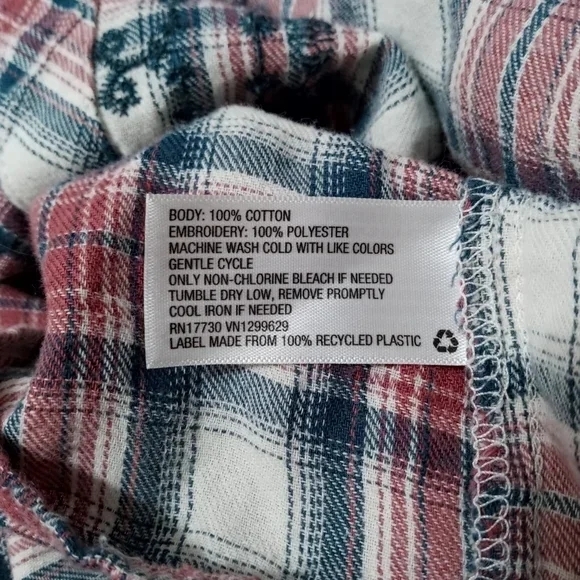 BODY: 100% COTTON
EMBROIDERY: 100% POLYESTER
MACHINE WASH COLD WITH LIKE COLORS
GENTLE CYCLE
ONLY NON-CHLORINE BLEACH IF NEEDED
TUMBLE DRY LOW, REMOVE PROMPTLY
COOL IRON IF NEEDED
RN17730 VN1299629
LABEL MADE FROM 100% RECYCLED PLASTIC